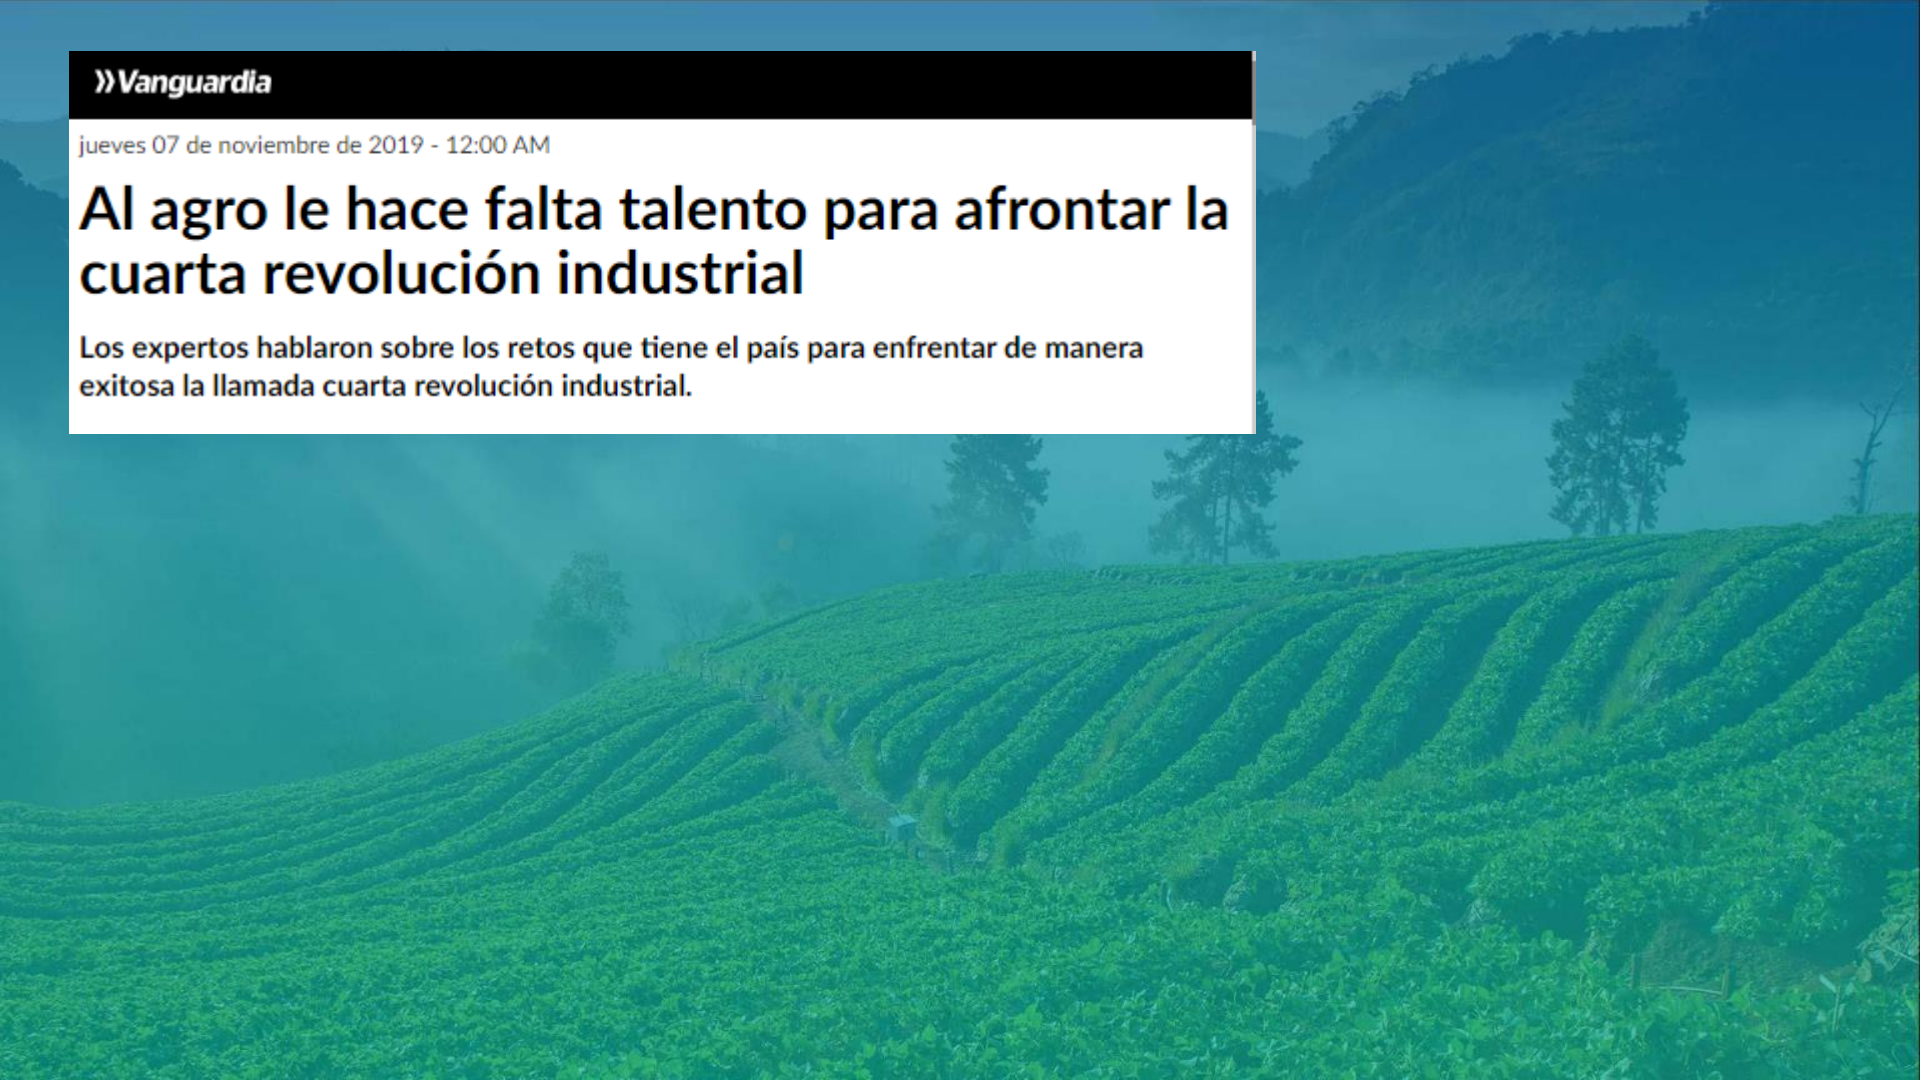 Vanguardia
jueves 07 de noviembre de 2019 - 12:00 AM
Al agro le hace falta talento para afrontar la
cuarta revolución industrial
Los expertos hablaron sobre los retos que tiene el país para enfrentar de manera
exitosa la llamada cuarta revolución industrial.